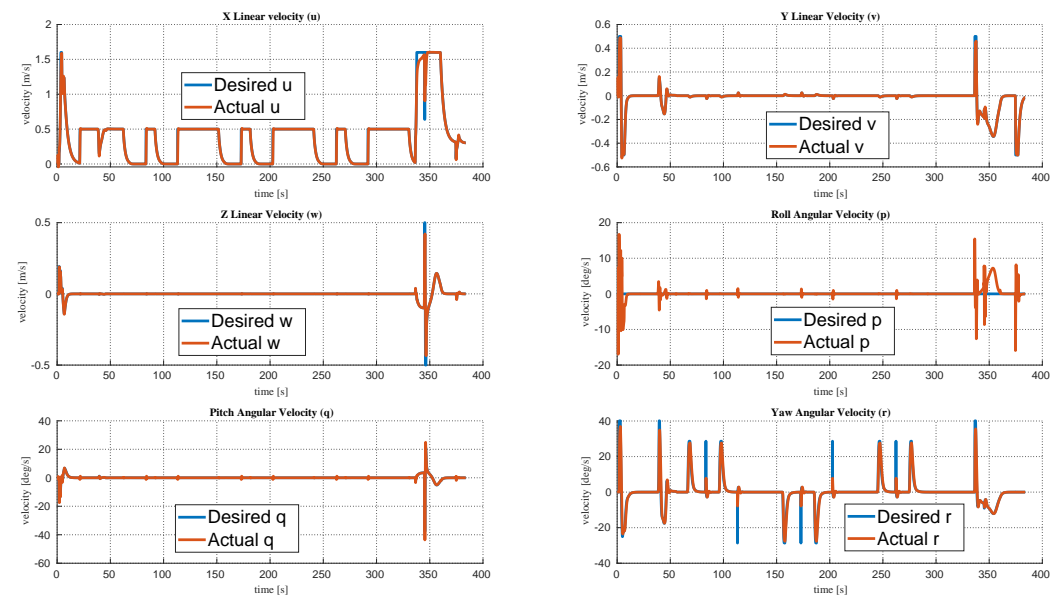 X Linear velocity (u)
2
1.5
1
0.5
0
velocity [m/s]
Desired u
Actual u
0 50 100 150 200 250 300 350 400
time [s]
Y Linear Velocity (v)
0.6
0.4
0.2
0
-0.2
-0.4
-0.6
velocity [m/s]
Desired v
Actual v
0 50 100 150 200 250 300 350 400
time [s]
Z Linear Velocity (w)
0.5
0
-0.5
velocity [m/s]
Desired w
Actual w
0 50 100 150 200 250 300 350 400
time [s]
Roll Angular Velocity (p)
20
10
0
-10
-20
velocity [deg/s]
Desired p
Actual p
0 50 100 150 200 250 300 350 400
time [s]
Pitch Angular Velocity (q)
40
20
0
-20
-40
-60
velocity [deg/s]
Desired q
Actual q
0 50 100 150 200 250 300 350 400
time [s]
Yaw Angular Velocity (r)
40
20
0
-20
-40
velocity [deg/s]
Desired r
Actual r
0 50 100 150 200 250 300 350 400
time [s]